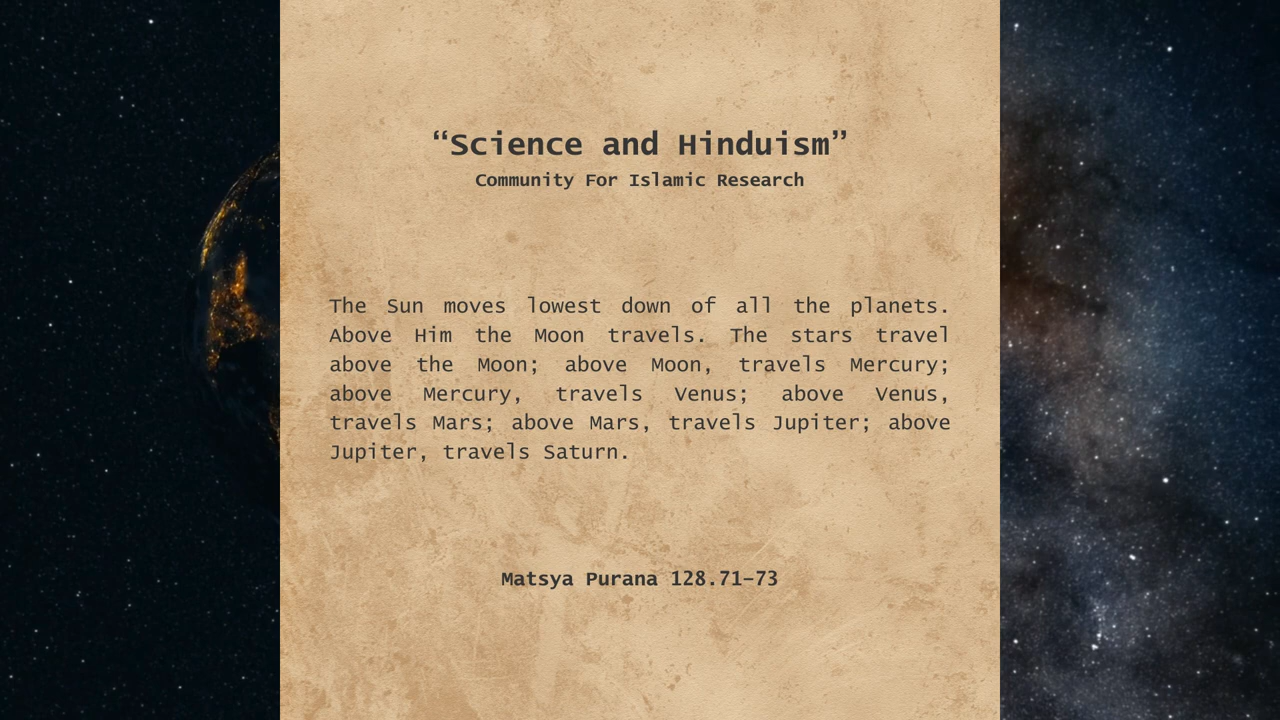 “Science and Hinduism”
Community For Islamic Research
The Sun moves lowest down of all the planets.
Above Him the Moon travels. The stars travel
above the Moon; above Moon, travels Mercury;
above Mercury, travels Venus; above Venus,
travels Mars; above Mars, travels Jupiter; above
Jupiter, travels Saturn.
Matsya Purana 128.71–73